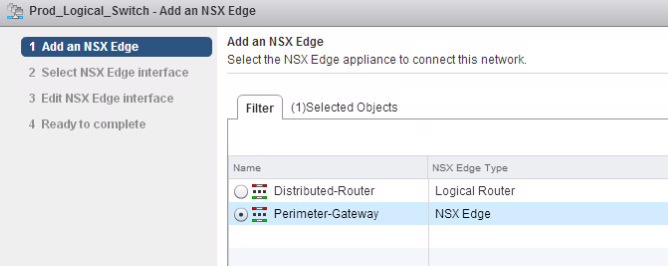 Prod_Logical_Switch - Add an NSX Edge
1 Add an NSX Edge
2 Select NSX Edge interface
3 Edit NSX Edge interface
4 Ready to complete
Add an NSX Edge
Select the NSX Edge appliance to connect this network.
Filter (1)Selected Objects
Name NSX Edge Type
Distributed-Router Logical Router
Perimeter-Gateway NSX Edge